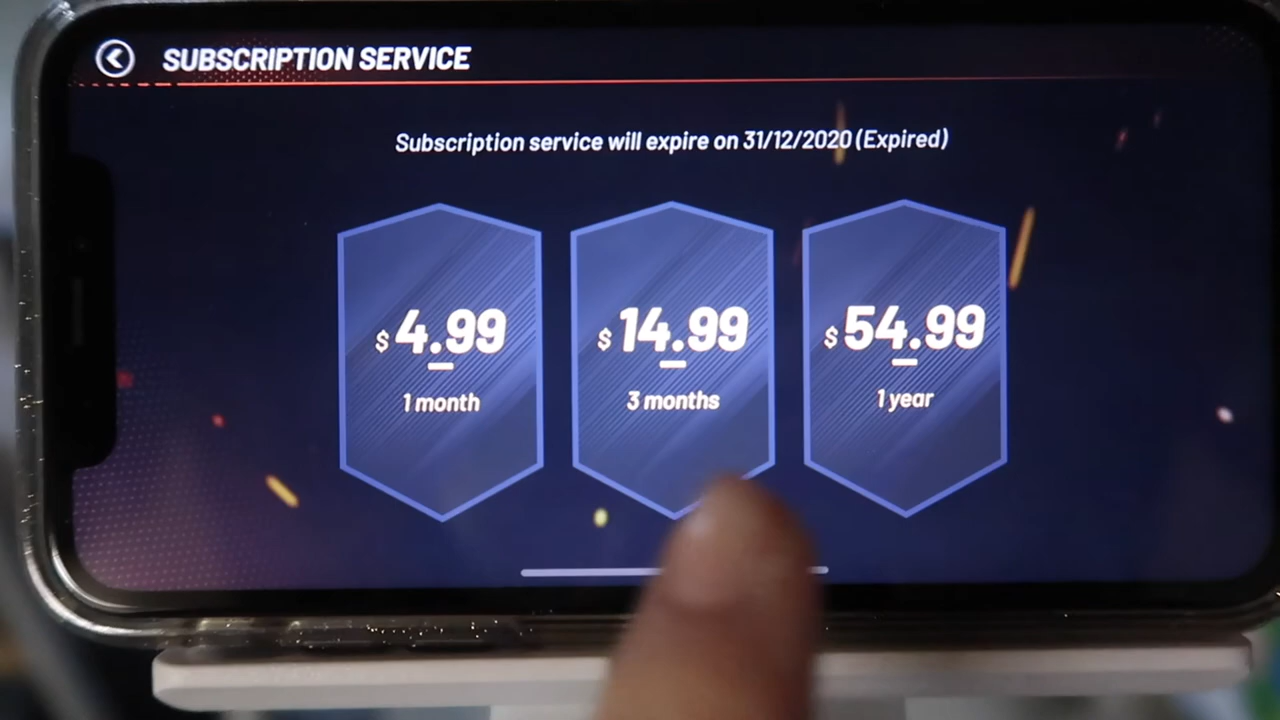 SUBSCRIPTION SERVICE
Subscription service will expire on 31/12/2020 (Expired)
$ 4.99
1 month
$ 14.99
3 months
$ 54.99
1 year